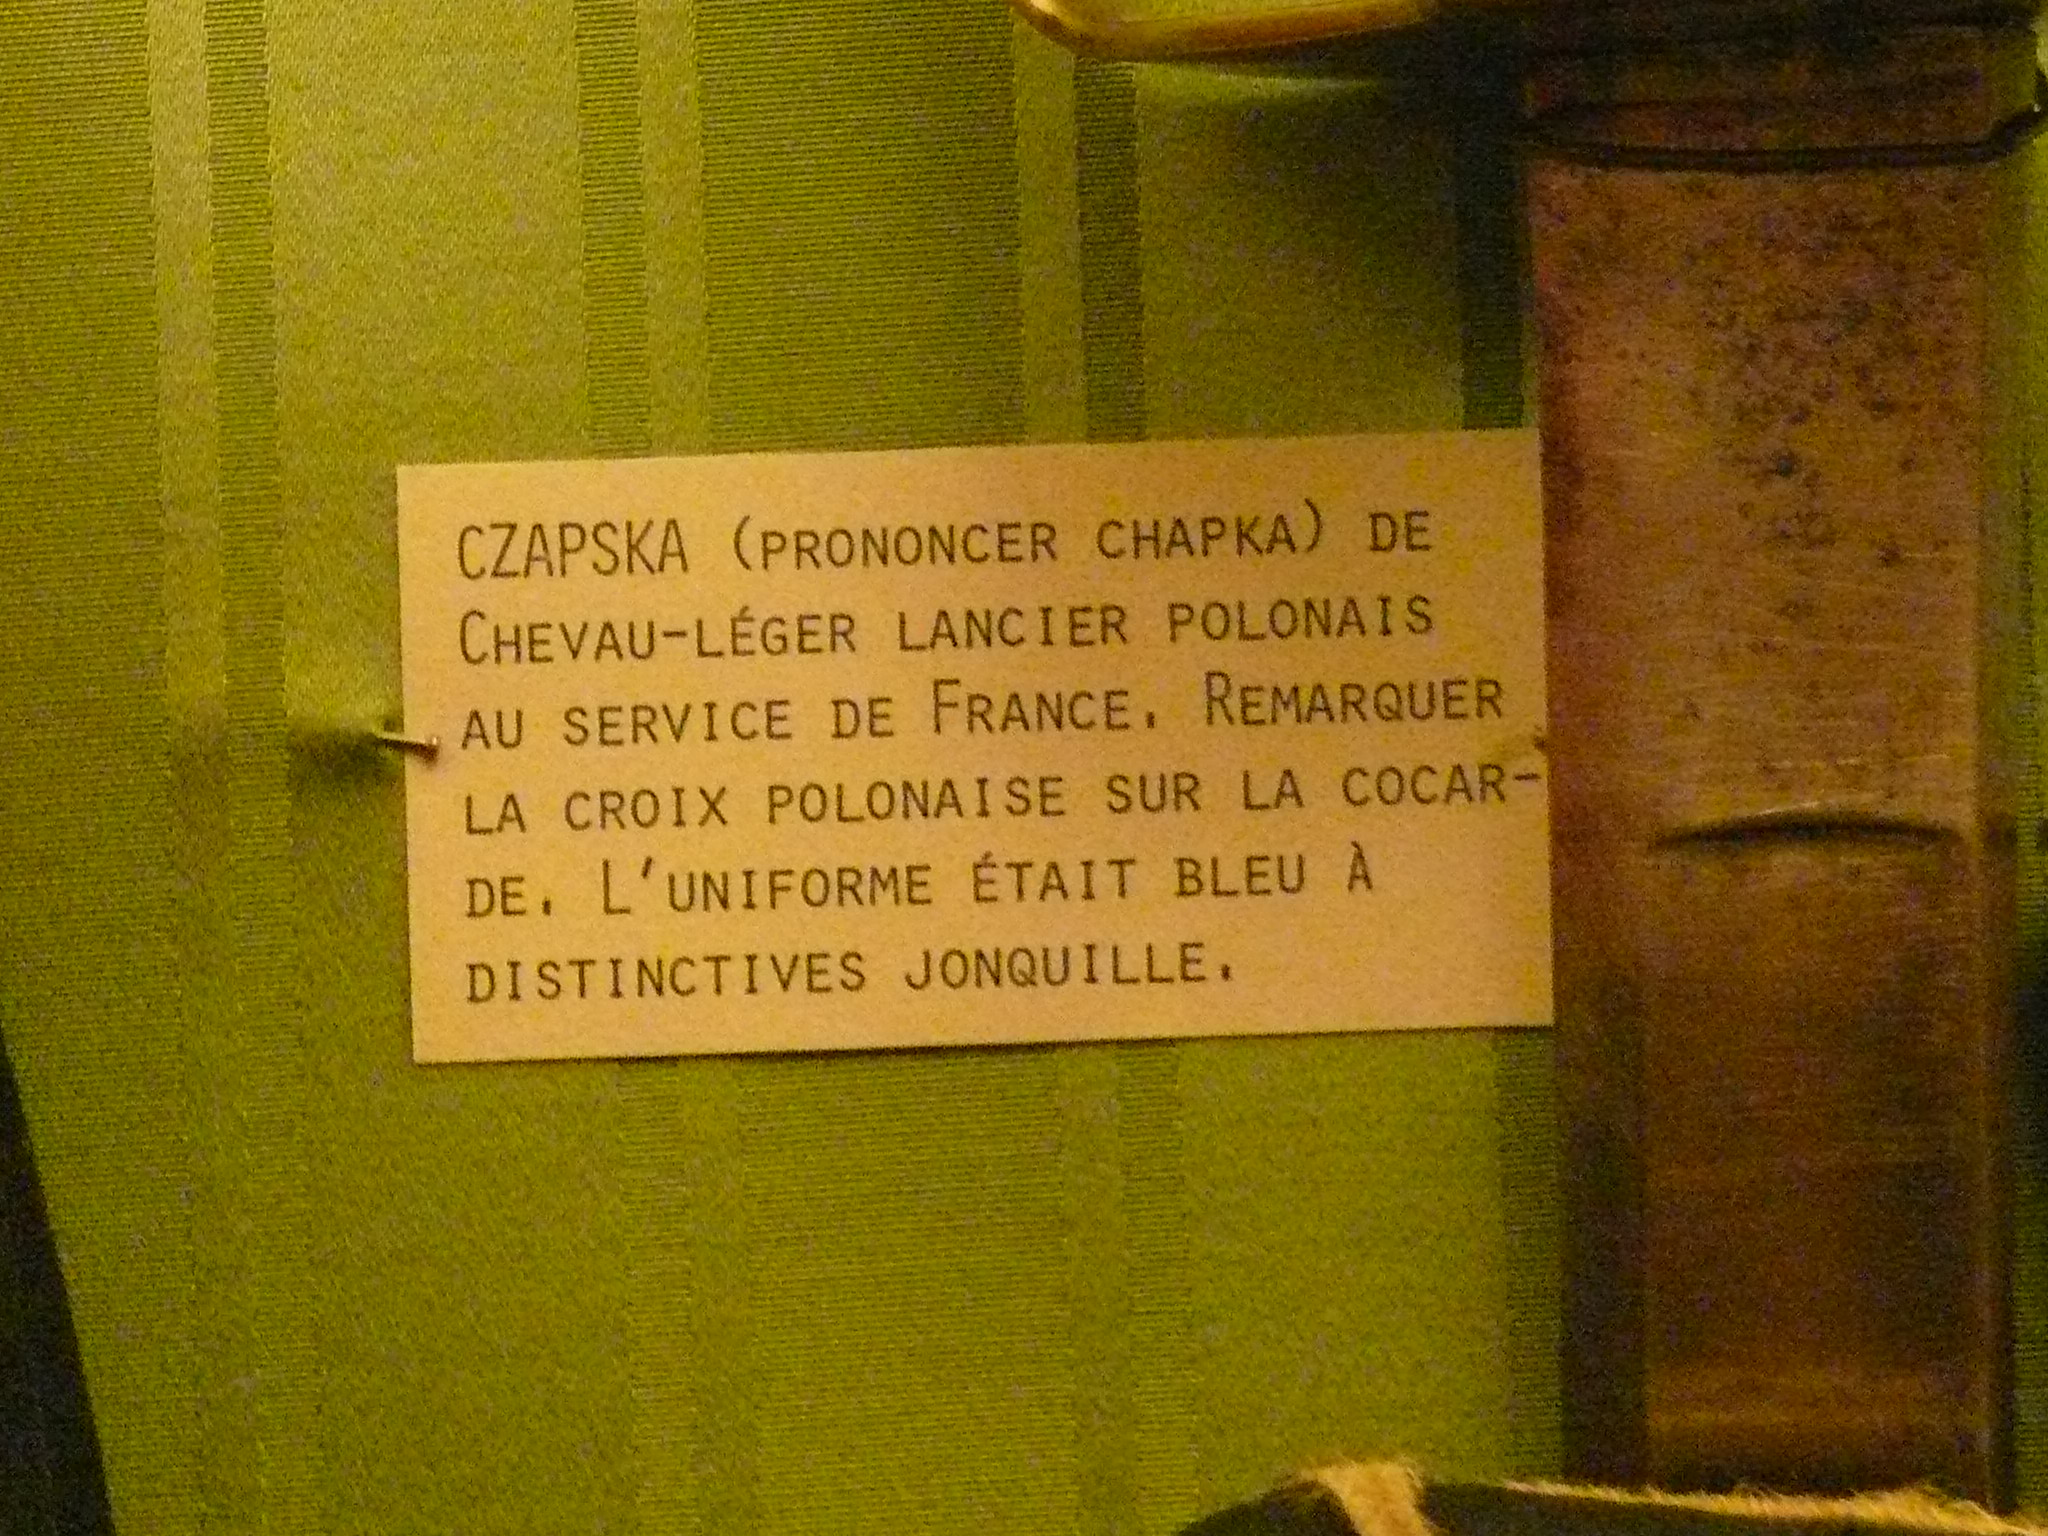 CZAPSKA (PRONONCER CHAPKA) DE
CHEVAU-LÉGER LANCIER POLONAIS
AU SERVICE DE FRANCE. REMARQUER
LA CROIX POLONAISE SUR LA COCAR-
DE. L'UNIFORME ÉTAIT BLEU À
DISTINCTIVES JONQUILLE.